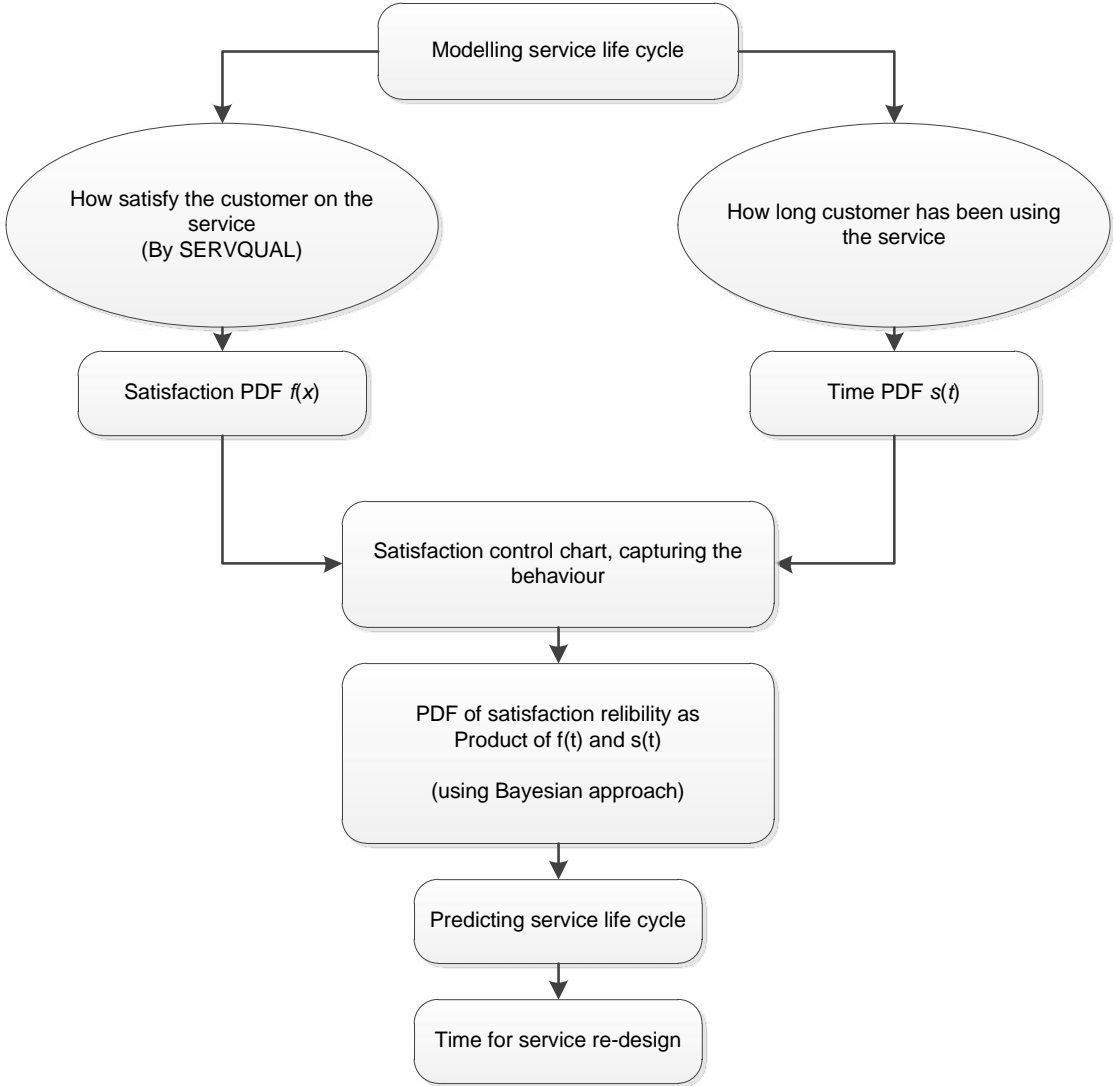 Modelling service life cycle
How satisfy the customer on the
service
(By SERVQUAL)
How long customer has been using
the service
Satisfaction PDF f(x)
Time PDF s(t)
Satisfaction control chart, capturing the
behaviour
PDF of satisfaction relibility as
Product of f(t) and s(t)
(using Bayesian approach)
Predicting service life cycle
Time for service re-design